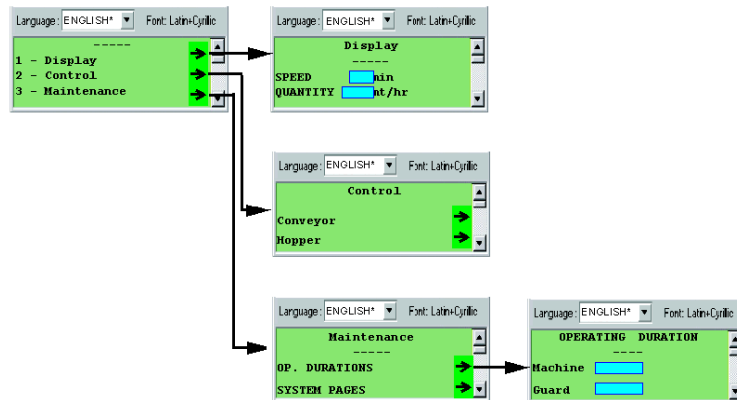 Language: ENGLISH* Font: Latin+Cyrillic
-----
1 - Display
2 - Control
3 - Maintenance
Language: ENGLISH* Font: Latin+Cyrillic
Display
-----
SPEED
QUANTITY nt/hr
Language: ENGLISH* Font: Latin+Cyrillic
Control
Conveyor
Hopper
Language: ENGLISH* Font: Latin+Cyrillic
Maintenance
-----
OP. DURATIONS
SYSTEM PAGES
Language: ENGLISH* Font: Latin+Cyrillic
OPERATING DURATION
----
Machine
Guard